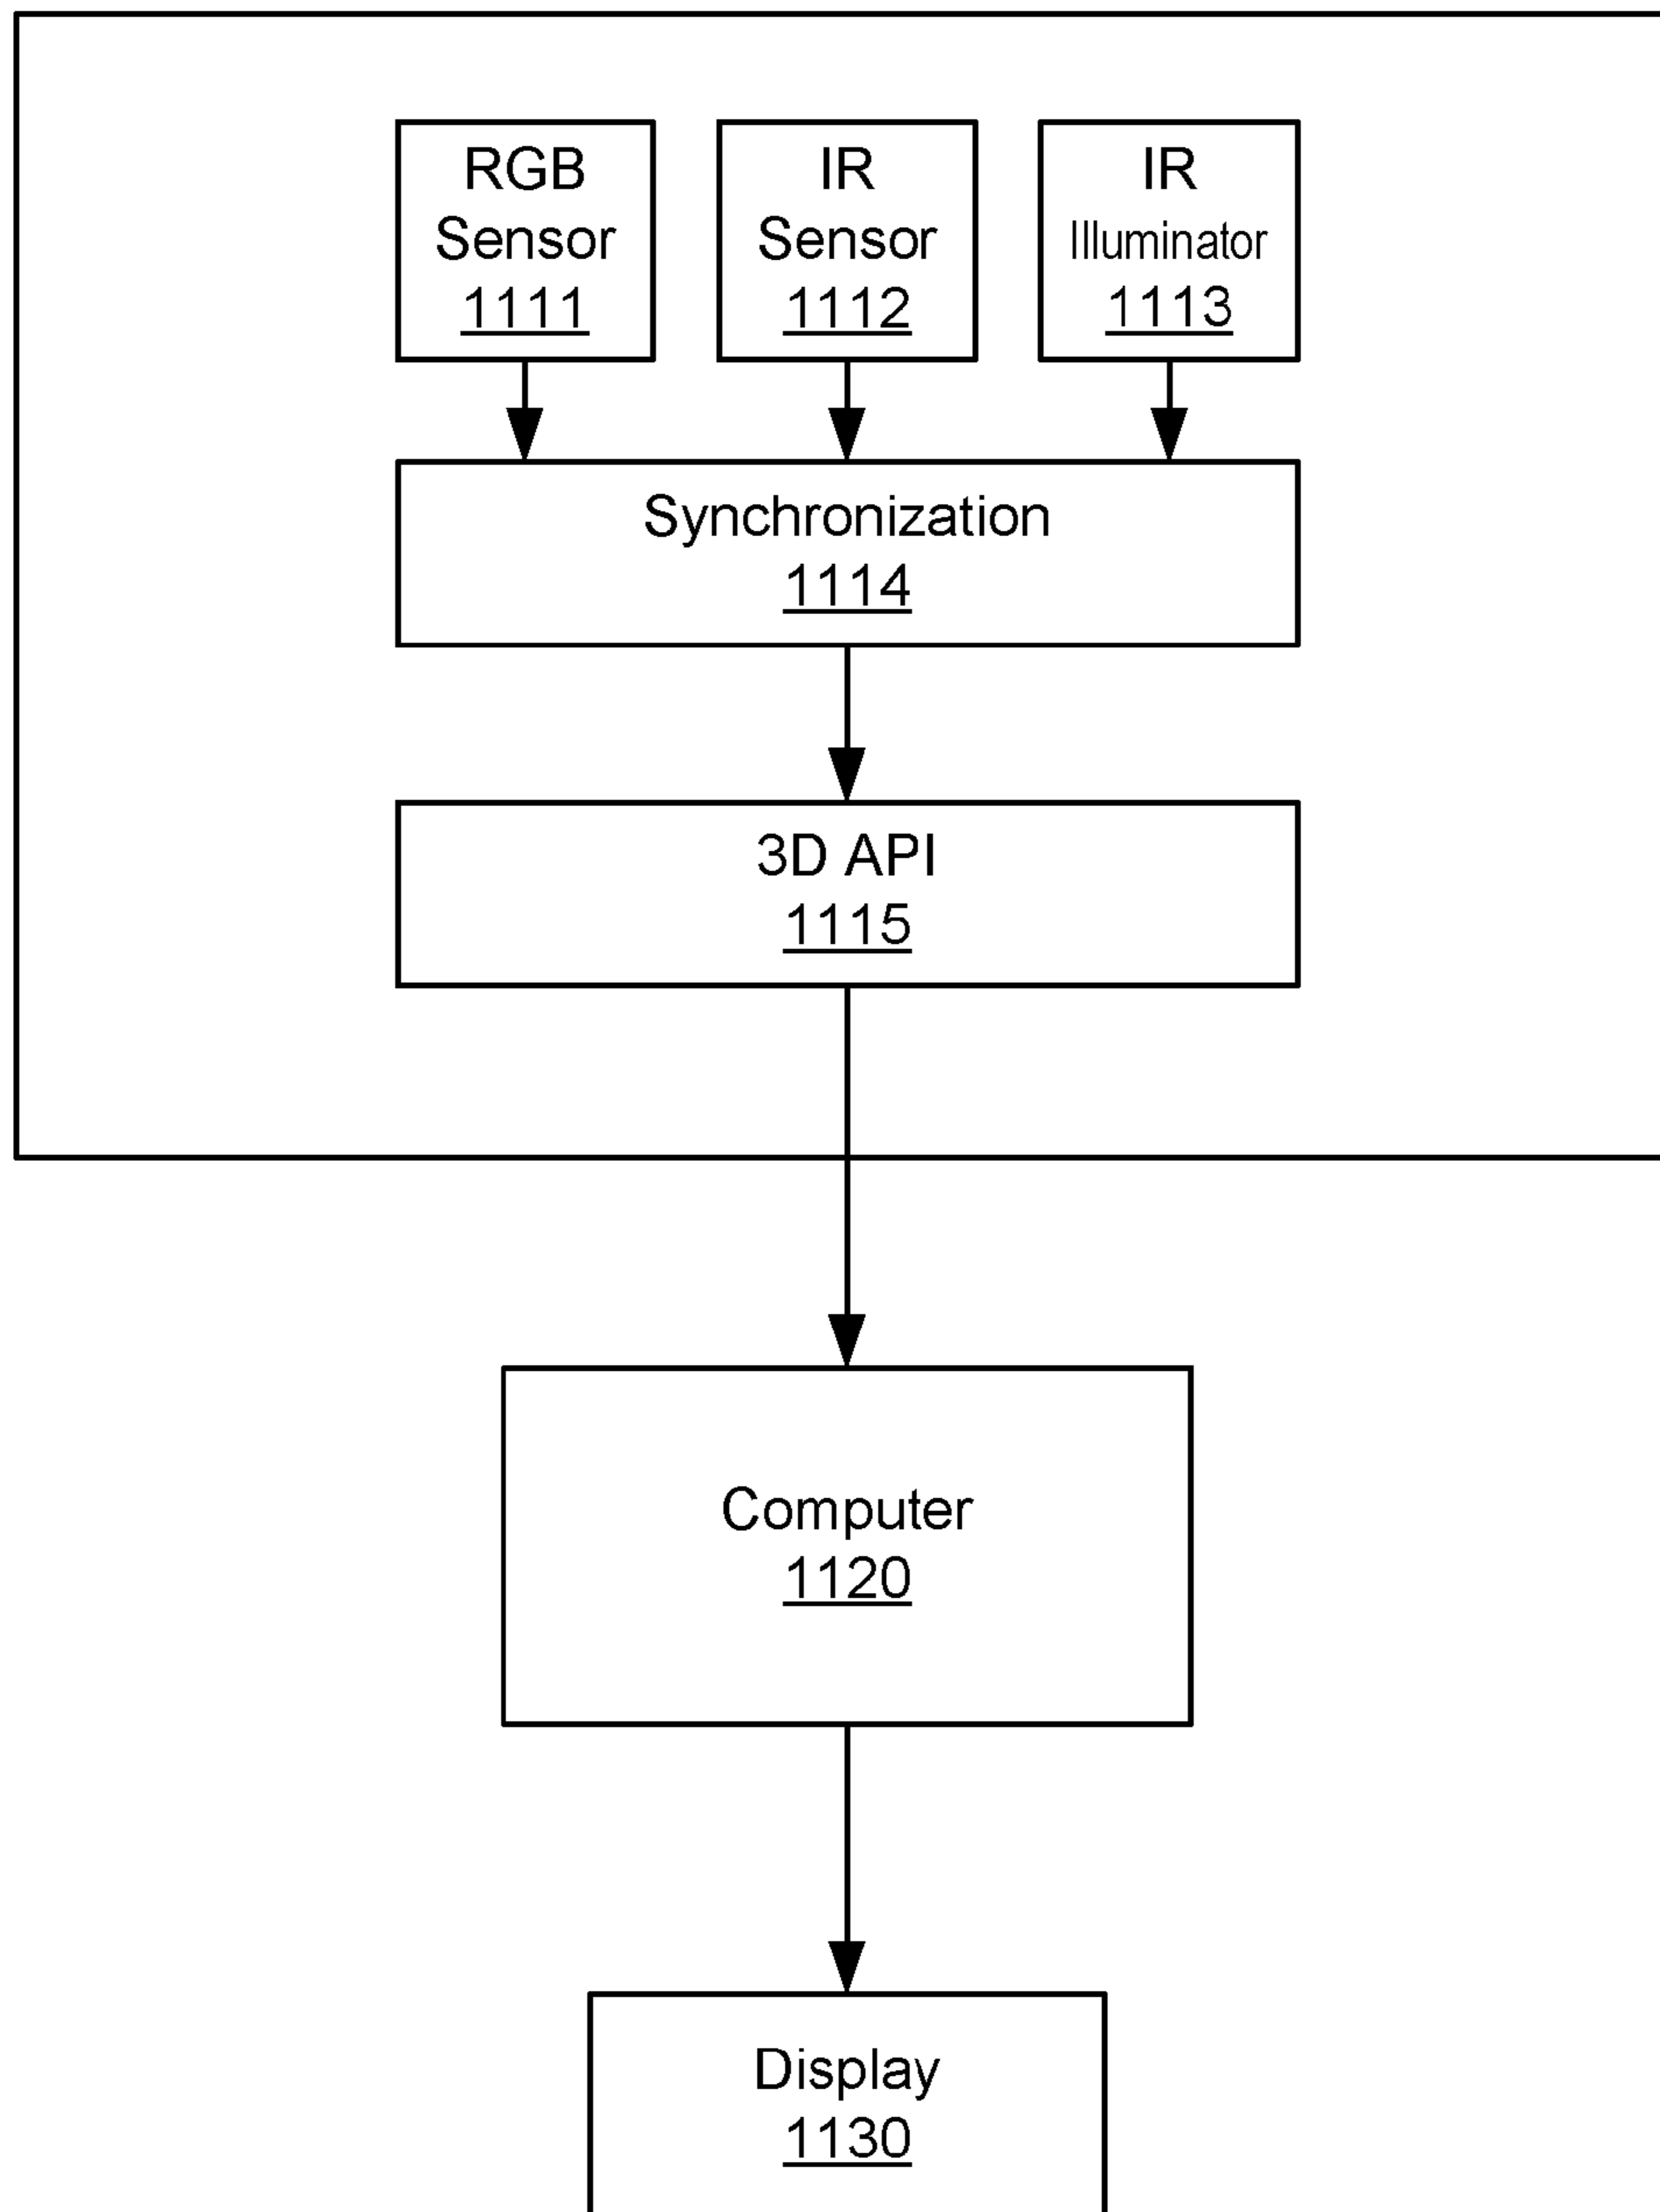 RGB
Sensor
1111
IR
Sensor
1112
IR
Illuminator
1113
Synchronization
1114
3D API
1115
Computer
1120
Display
1130